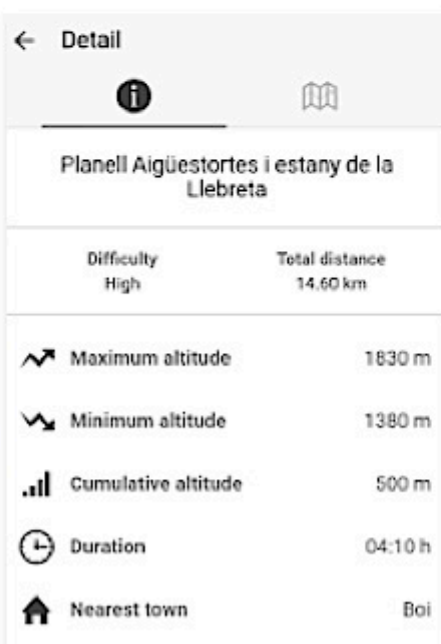 Detail
Planell Aigüestortes i estany de la
Llebreta
Difficulty
High
Total distance
14.60 km
Maximum altitude 1830 m
Minimum altitude 1380 m
Cumulative altitude 500 m
Duration 04:10 h
Nearest town Boi